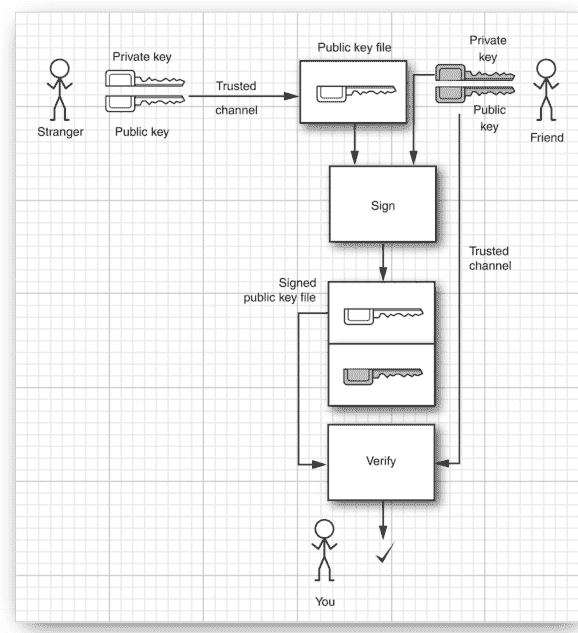 Private key
Public key
Stranger
Trusted
channel
Public key file
Private
key
Public
key
Friend
Sign
Trusted
channel
Signed
public key file
Verify
You